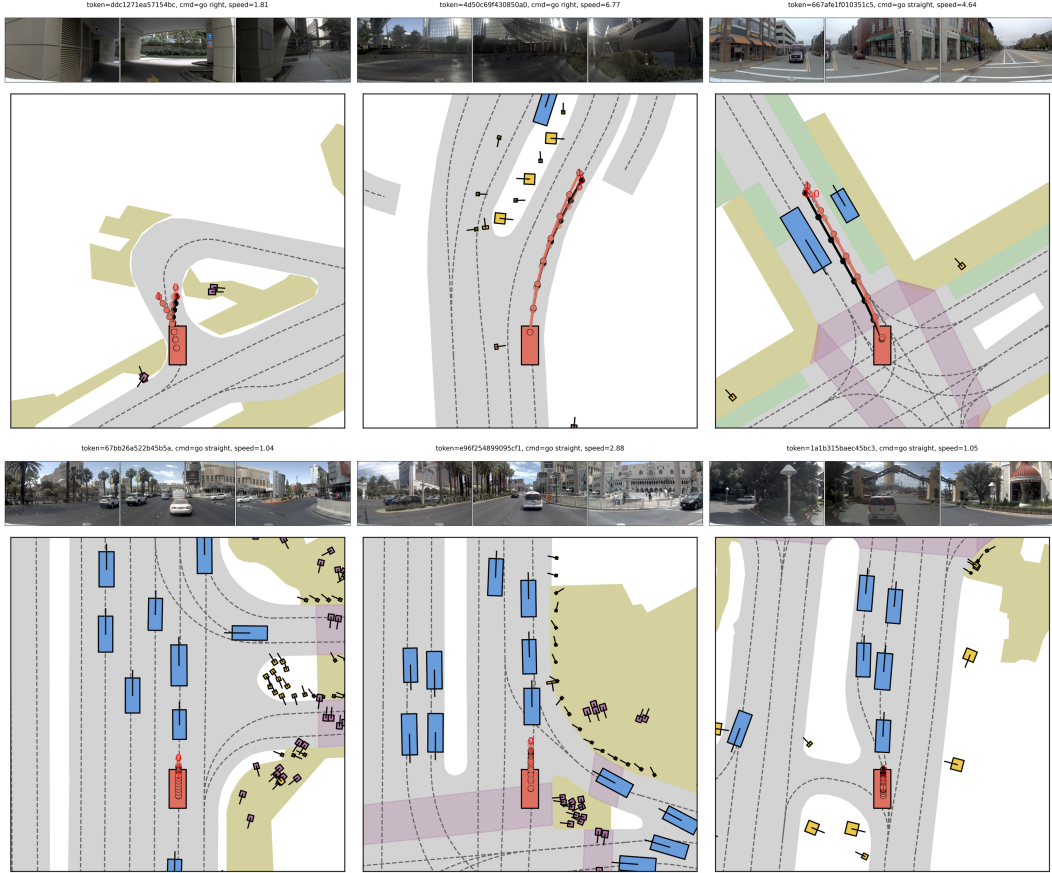 token=ddc1271ea57154bc, cmd=go right, speed=1.81
token=4d50c69f430850a0, cmd=go right, speed=6.77
token=667afe1f010351c5, cmd=go straight, speed=4.64
token=67bb26a522b45b5a, cmd=go straight, speed=1.04
token=e96f254899095cf1, cmd=go straight, speed=2.88
token=1a1b315baec45bc3, cmd=go straight, speed=1.05